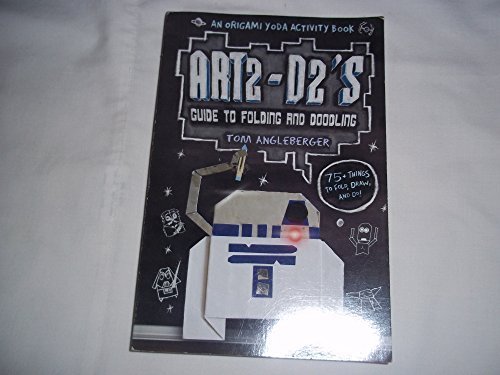 AN ORIGAMI YODA ACTIVITY BOOK
ART2-D2'S
GUIDE TO FOLDING AND DOODLING
TOM ANGLEBERGER
75+ THINGS
TO FOLD, DRAW,
AND DO!